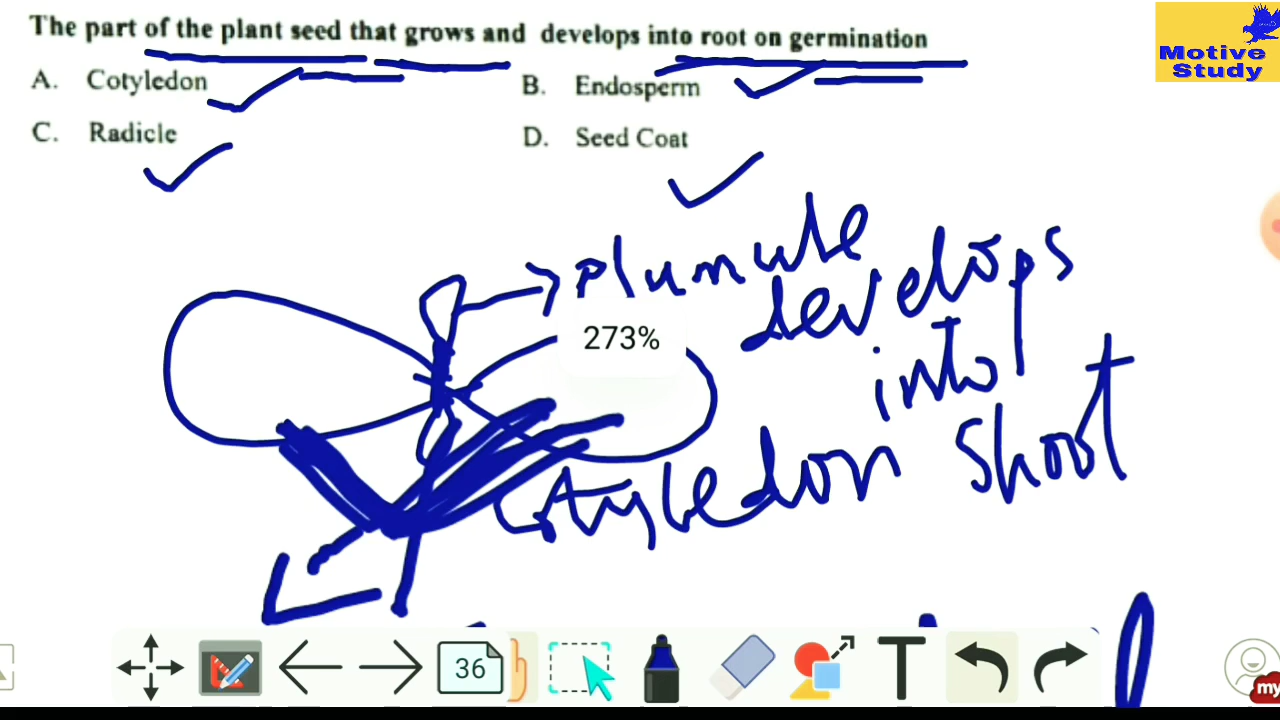 The part of the plant seed that grows and develops into root on germination
A. Cotyledon
B. Endosperm
C. Radicle
D. Seed Coat
Motive
Study
plumule
develops
into
shoot
273%
Cotyledon
36
my